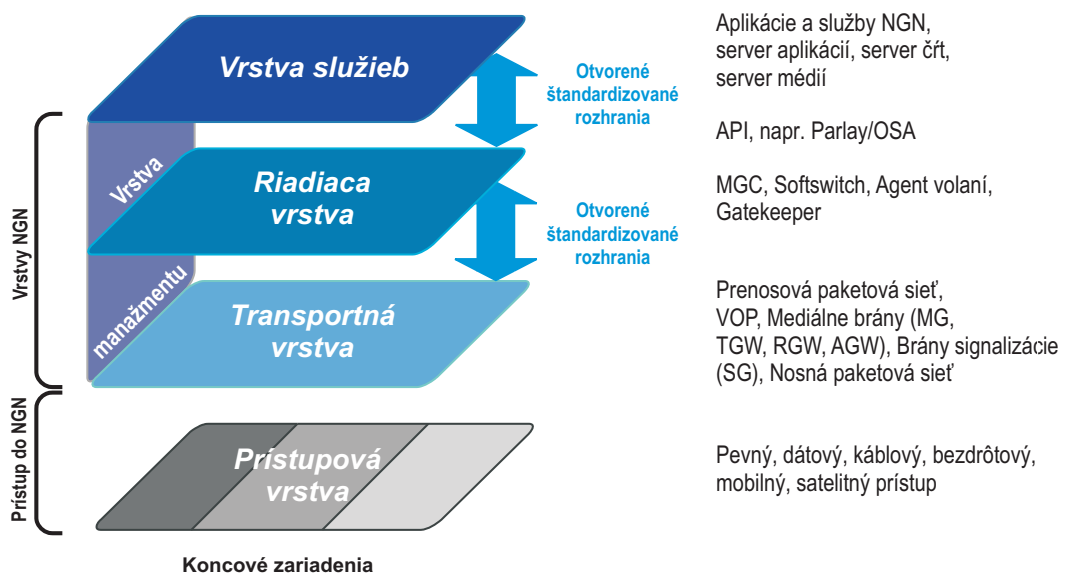 Vrstva služieb
Otvorené
štandardizované
rozhrania
Aplikácie a služby NGN,
server aplikácií, server čŕt,
server médií
API, napr. Parlay/OSA
Vrstvy NGN
Vrstva
manažmentu
Riadiaca
vrstva
Otvorené
štandardizované
rozhrania
MGC, Softswitch, Agent volaní,
Gatekeeper
Transportná
vrstva
Prenosová paketová sieť,
VOP, Mediálne brány (MG,
TGW, RGW, AGW), Brány signalizácie
(SG), Nosná paketová sieť
Prístup do NGN
Prístupová
vrstva
Pevný, dátový, káblový, bezdrôtový,
mobilný, satelitný prístup
Koncové zariadenia